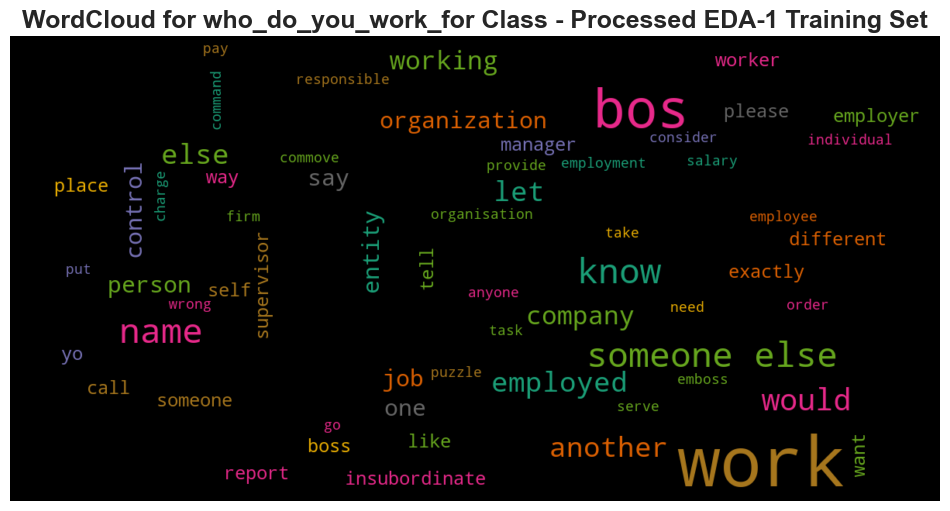 WordCloud for who_do_you_work_for Class - Processed EDA-1 Training Set
pay
working
worker
responsible
command
bos
please
employer
organization
consider
individual
manager
else
commove
provide
employment
salary
way
say
place
control
charge
let
firm
organisation
employee
entity
take
different
supervisor
tell
know
exactly
put
person
self
anyone
wrong
need
order
company
name
task
yo
someone else
puzzle
job
employed
emboss
call
someone
one
serve
would
go
boss
like
another
work
want
report
insubordinate